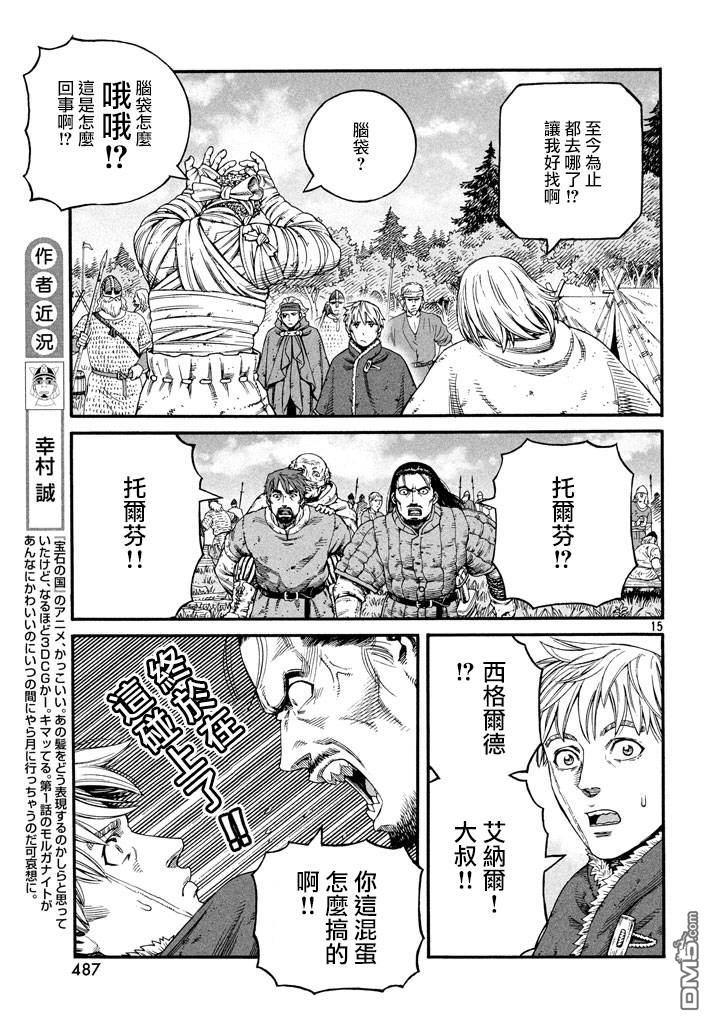 至今為止
都去哪了!?
讓我好找啊
腦袋?
腦袋怎麼
哦哦!?
這是怎麼
回事啊!?
托爾芬!?
托爾芬!!
15
西格爾德
!?
艾納爾!
大叔!!
終於在
這碰上了!!
你這混蛋
怎麼搞的
啊!!
作者近況
幸村誠
『宝石の国』のアニメ、かっこいい。あの髪をどう表現するのかしらと思って
いたけど、なるほど3DCGかー。キマッてる。第1話のモルガナイトが
あんなにかわいいのにいつの間にやら月に行っちゃうのだ可哀想に。
487
DM5.com